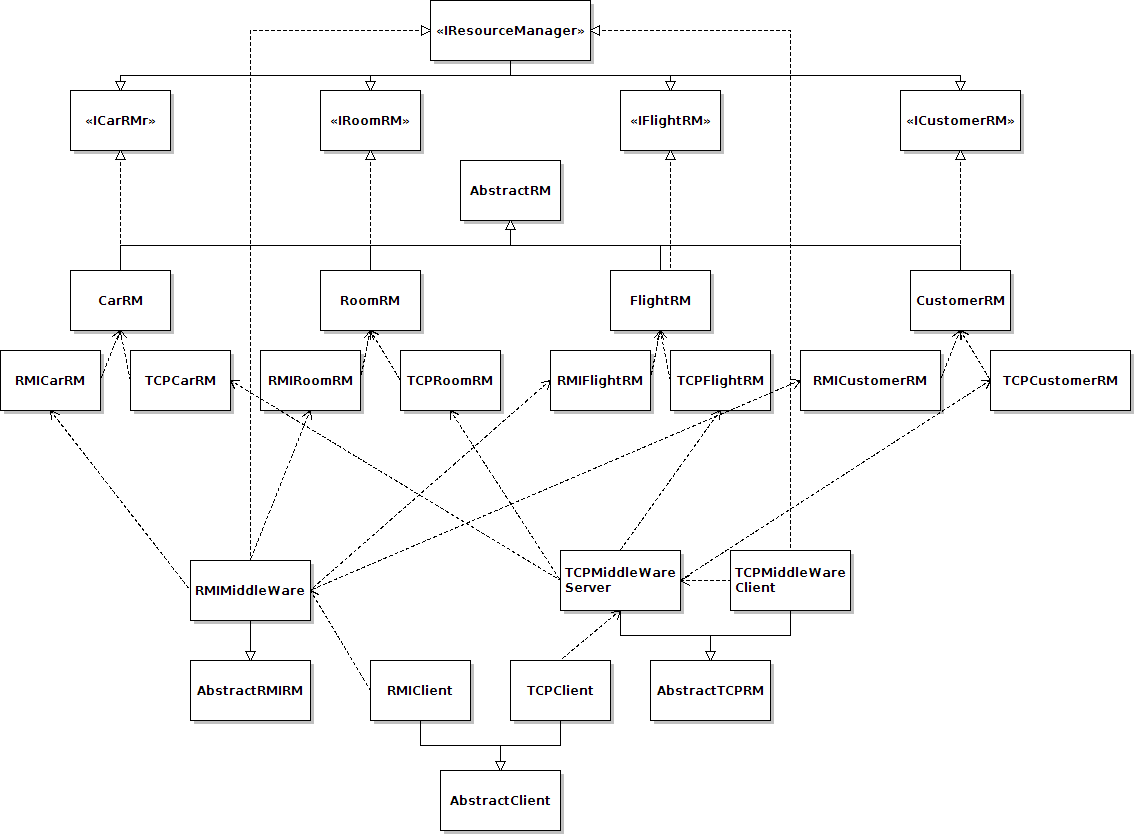 «IResourceManager»
«ICarRMr»
«IRoomRM»
«IFlightRM»
«ICustomerRM»
AbstractRM
CarRM
RoomRM
FlightRM
CustomerRM
RMICarRM
TCPCarRM
RMIRoomRM
TCPRoomRM
RMIFlightRM
TCPFlightRM
RMICustomerRM
TCPCustomerRM
RMIMiddleWare
TCPMiddleWare
Server
TCPMiddleWare
Client
AbstractRMIRM
RMIClient
TCPClient
AbstractTCPRM
AbstractClient